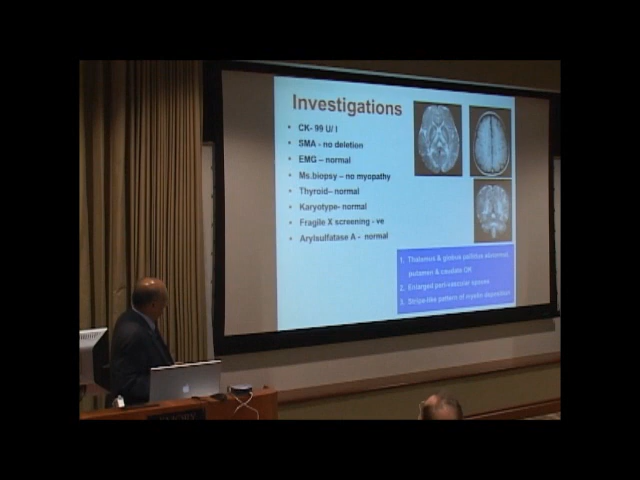 Investigations
• CK- 99 U/ l
• SMA - no deletion
• EMG – normal
• Ms.biopsy – no myopathy
• Thyroid– normal
• Karyotype- normal
• Fragile X screening - ve
• Arylsulfatase A - normal
1. Thalamus & globus pallidus abnormal,
putamen & caudate OK
2. Enlarged peri-vascular spaces
3. Stripe-like pattern of myelin deposition